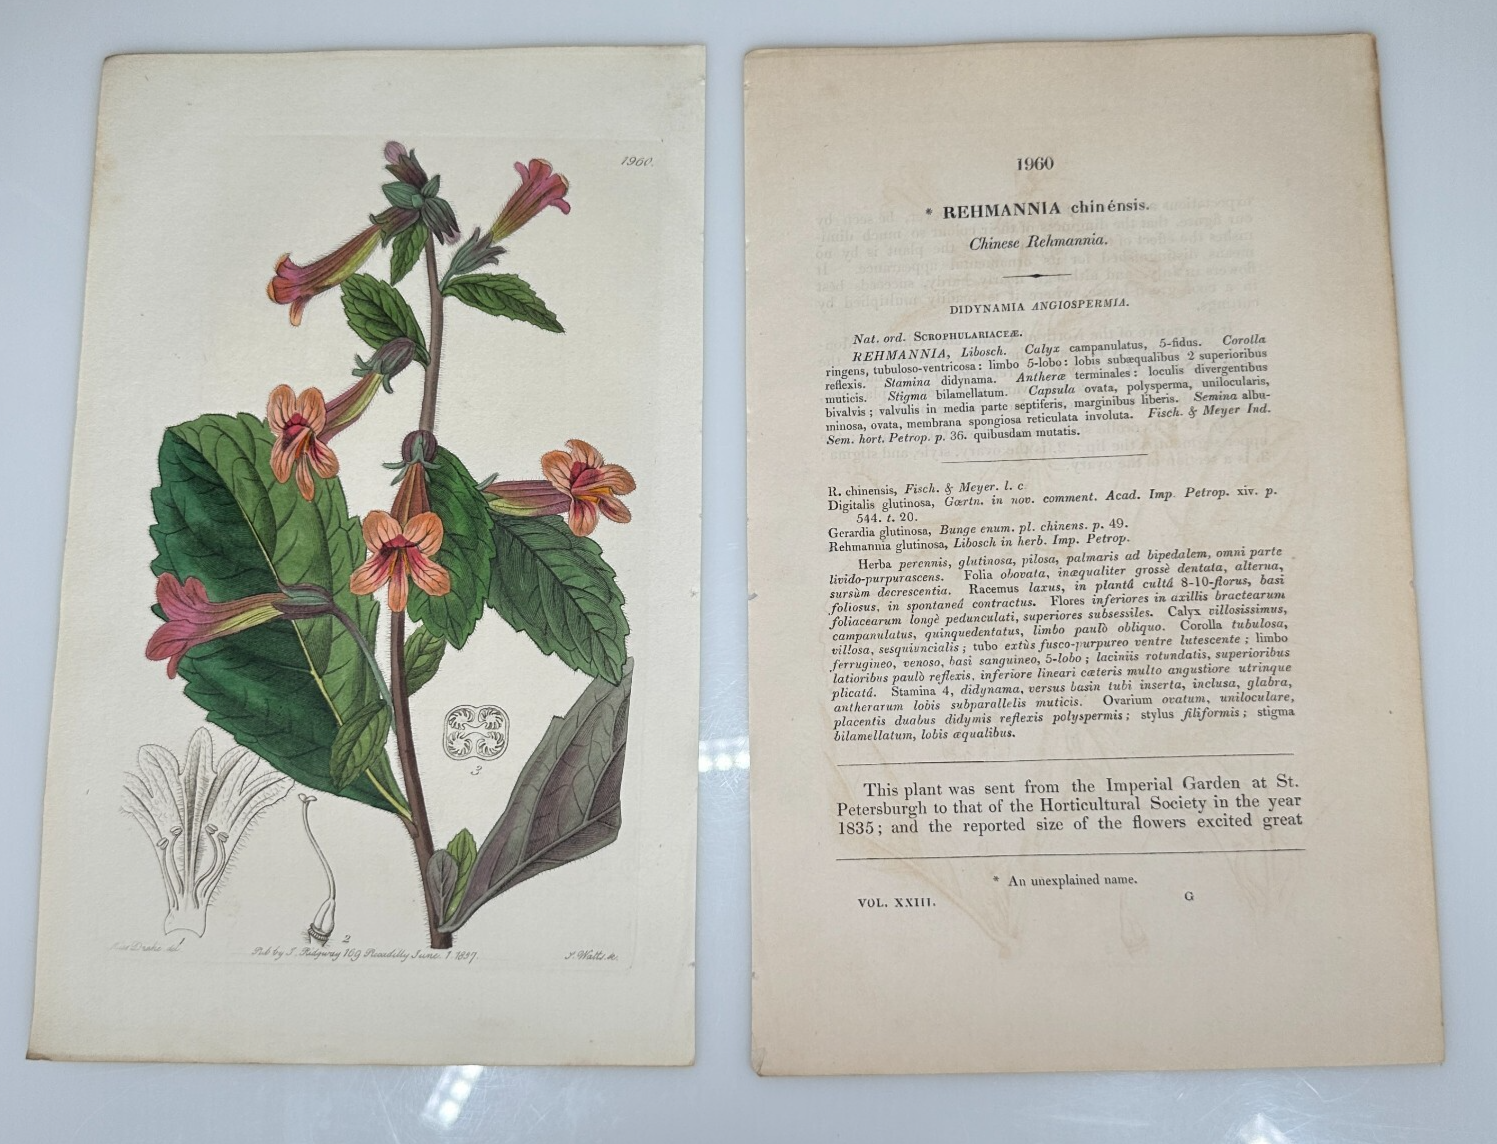 1960.
3
1
2
Miss Drake. del.
Pub by J. Ridgway 169 Piccadilly June. 1. 1837.
S. Watts. sc.
1960
* REHMANNIA chinénsis.
Chinese Rehmannia.
DIDYNAMIA ANGIOSPERMIA.
Nat. ord. SCROPHULARIACEÆ.
REHMANNIA, Libosch. Calyx campanulatus, 5-fidus. Corolla
ringens, tubuloso-ventricosa: limbo 5-lobo: lobis subæqualibus 2 superioribus
reflexis. Stamina didynama. Antheræ terminales: loculis divergentibus
muticis. Stigma bilamellatum. Capsula ovata, polysperma, unilocularis,
bivalvis; valvulis in media parte septiferis, marginibus liberis. Semina albu-
minosa, ovata, membrana spongiosa reticulata involuta. Fisch. & Meyer Ind.
Sem. hort. Petrop. p. 36. quibusdam mutatis.
R. chinensis, Fisch. & Meyer. l. c
Digitalis glutinosa, Gærtn. in nov. comment. Acad. Imp. Petrop. xiv. p.
544. t. 20.
Gerardia glutinosa, Bunge enum. pl. chinens. p. 49.
Rehmannia glutinosa, Libosch in herb. Imp. Petrop.
Herba perennis, glutinosa, pilosa, palmaris ad bipedalem, omni parte
livido-purpurascens. Folia obovata, inæqualiter grossè dentata, alterna,
sursùm decrescentia. Racemus laxus, in plantâ cultâ 8-10-florus, basi
foliosus, in spontaneâ contractus. Flores inferiores in axillis bractearum
foliacearum longè pedunculati, superiores subsessiles. Calyx villosissimus,
campanulatus, quinquedentatus, limbo paulò obliquo. Corolla tubulosa,
villosa, sesquiuncialis; tubo extùs fusco-purpureo ventre lutescente; limbo
ferrugineo, venoso, basi sanguineo, 5-lobo; laciniis rotundatis, superioribus
latioribus paulò reflexis, inferiore lineari cæteris multo angustiore utrinque
plicatâ. Stamina 4, didynama, versus basin tubi inserta, inclusa, glabra,
antherarum lobis subparallelis muticis. Ovarium ovatum, uniloculare,
placentis duabus didymis reflexis polyspermis; stylus filiformis; stigma
bilamellatum, lobis æqualibus.
This plant was sent from the Imperial Garden at St.
Petersburgh to that of the Horticultural Society in the year
1835; and the reported size of the flowers excited great
* An unexplained name.
VOL. XXIII. G